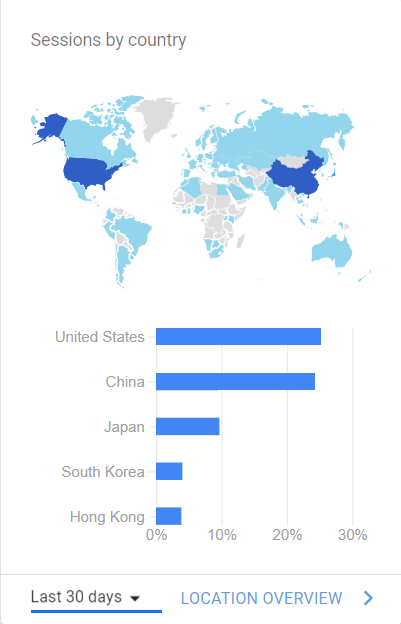 Sessions by country
United States
China
Japan
South Korea
Hong Kong
0% 10% 20% 30%
Last 30 days LOCATION OVERVIEW